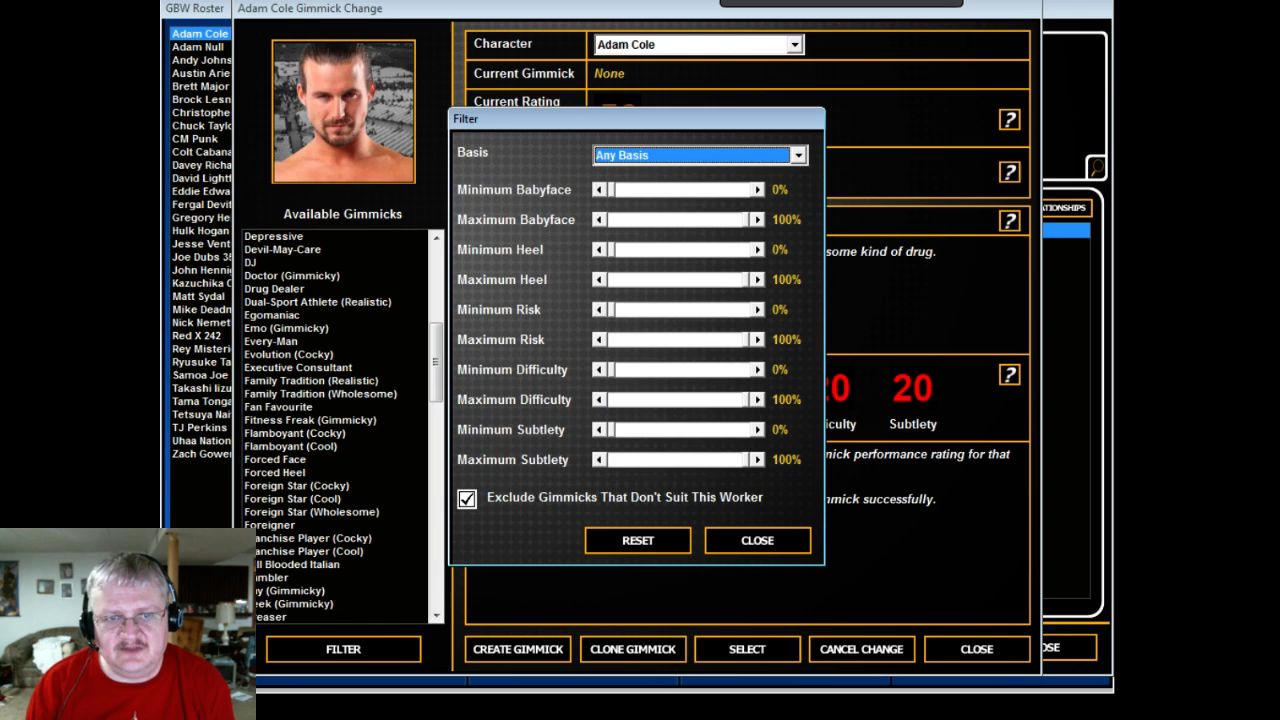 GBW Roster
Adam Cole Gimmick Change
Adam Cole
Adam Null
Andy Johns
Austin Arie
Brett Major
Brock Lesn
Christophe
Chuck Taylo
CM Punk
Colt Cabana
Davey Richa
David Lightf
Eddie Edwa
Fergal Devit
Gregory He
Hulk Hogan
Jesse Vent
Joe Dubs 35
John Hennie
Kazuchika O
Matt Sydal
Mike Deadm
Nick Nemet
Red X 242
Rey Misteri
Ryusuke Ta
Samoa Joe
Takashi Iizu
Tama Tonga
Tetsuya Nai
TJ Perkins
Uhaa Nation
Zach Gower
Available Gimmicks
Depressive
Devil-May-Care
DJ
Doctor (Gimmicky)
Drug Dealer
Dual-Sport Athlete (Realistic)
Egomaniac
Emo (Gimmicky)
Every-Man
Evolution (Cocky)
Executive Consultant
Family Tradition (Realistic)
Family Tradition (Wholesome)
Fan Favourite
Fitness Freak (Gimmicky)
Flamboyant (Cocky)
Flamboyant (Cool)
Forced Face
Forced Heel
Foreign Star (Cocky)
Foreign Star (Cool)
Foreign Star (Wholesome)
Foreigner
anchise Player (Cocky)
anchise Player (Cool)
ll Blooded Italian
ambler
y (Gimmicky)
eek (Gimmicky)
easer
FILTER
Character
Adam Cole
Current Gimmick
None
Current Rating
?
?
?
ATIONSHIPS
some kind of drug.
?
20
20
iculty
Subtlety
mick performance rating for that
mmick successfully.
Filter
Basis
Any Basis
Minimum Babyface
0%
Maximum Babyface
100%
Minimum Heel
0%
Maximum Heel
100%
Minimum Risk
0%
Maximum Risk
100%
Minimum Difficulty
0%
Maximum Difficulty
100%
Minimum Subtlety
0%
Maximum Subtlety
100%
Exclude Gimmicks That Don't Suit This Worker
RESET
CLOSE
CREATE GIMMICK
CLONE GIMMICK
SELECT
CANCEL CHANGE
CLOSE
OSE